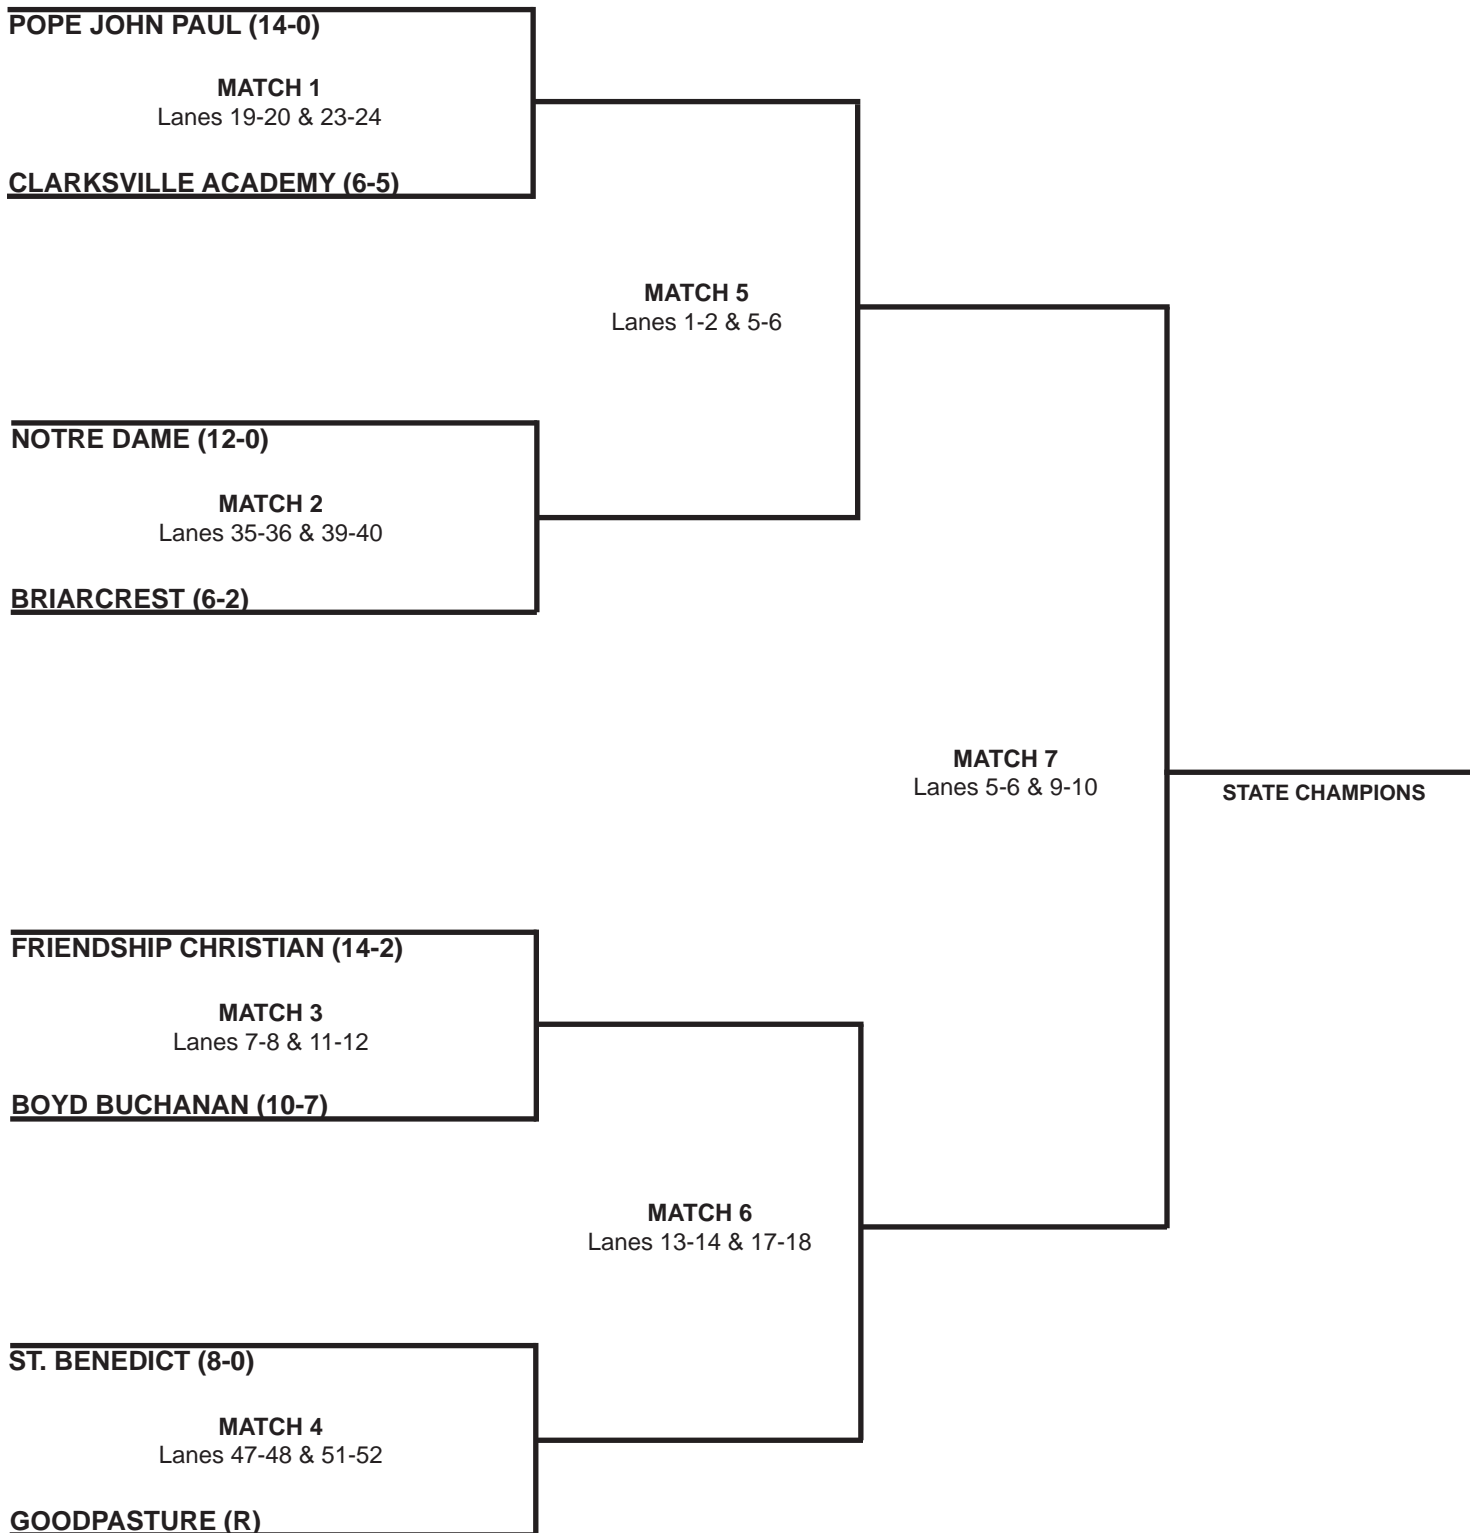 POPE JOHN PAUL (14-0)
MATCH 1
Lanes 19-20 & 23-24
CLARKSVILLE ACADEMY (6-5)
MATCH 5
Lanes 1-2 & 5-6
NOTRE DAME (12-0)
MATCH 2
Lanes 35-36 & 39-40
BRIARCREST (6-2)
MATCH 7
Lanes 5-6 & 9-10
STATE CHAMPIONS
FRIENDSHIP CHRISTIAN (14-2)
MATCH 3
Lanes 7-8 & 11-12
BOYD BUCHANAN (10-7)
MATCH 6
Lanes 13-14 & 17-18
ST. BENEDICT (8-0)
MATCH 4
Lanes 47-48 & 51-52
GOODPASTURE (R)